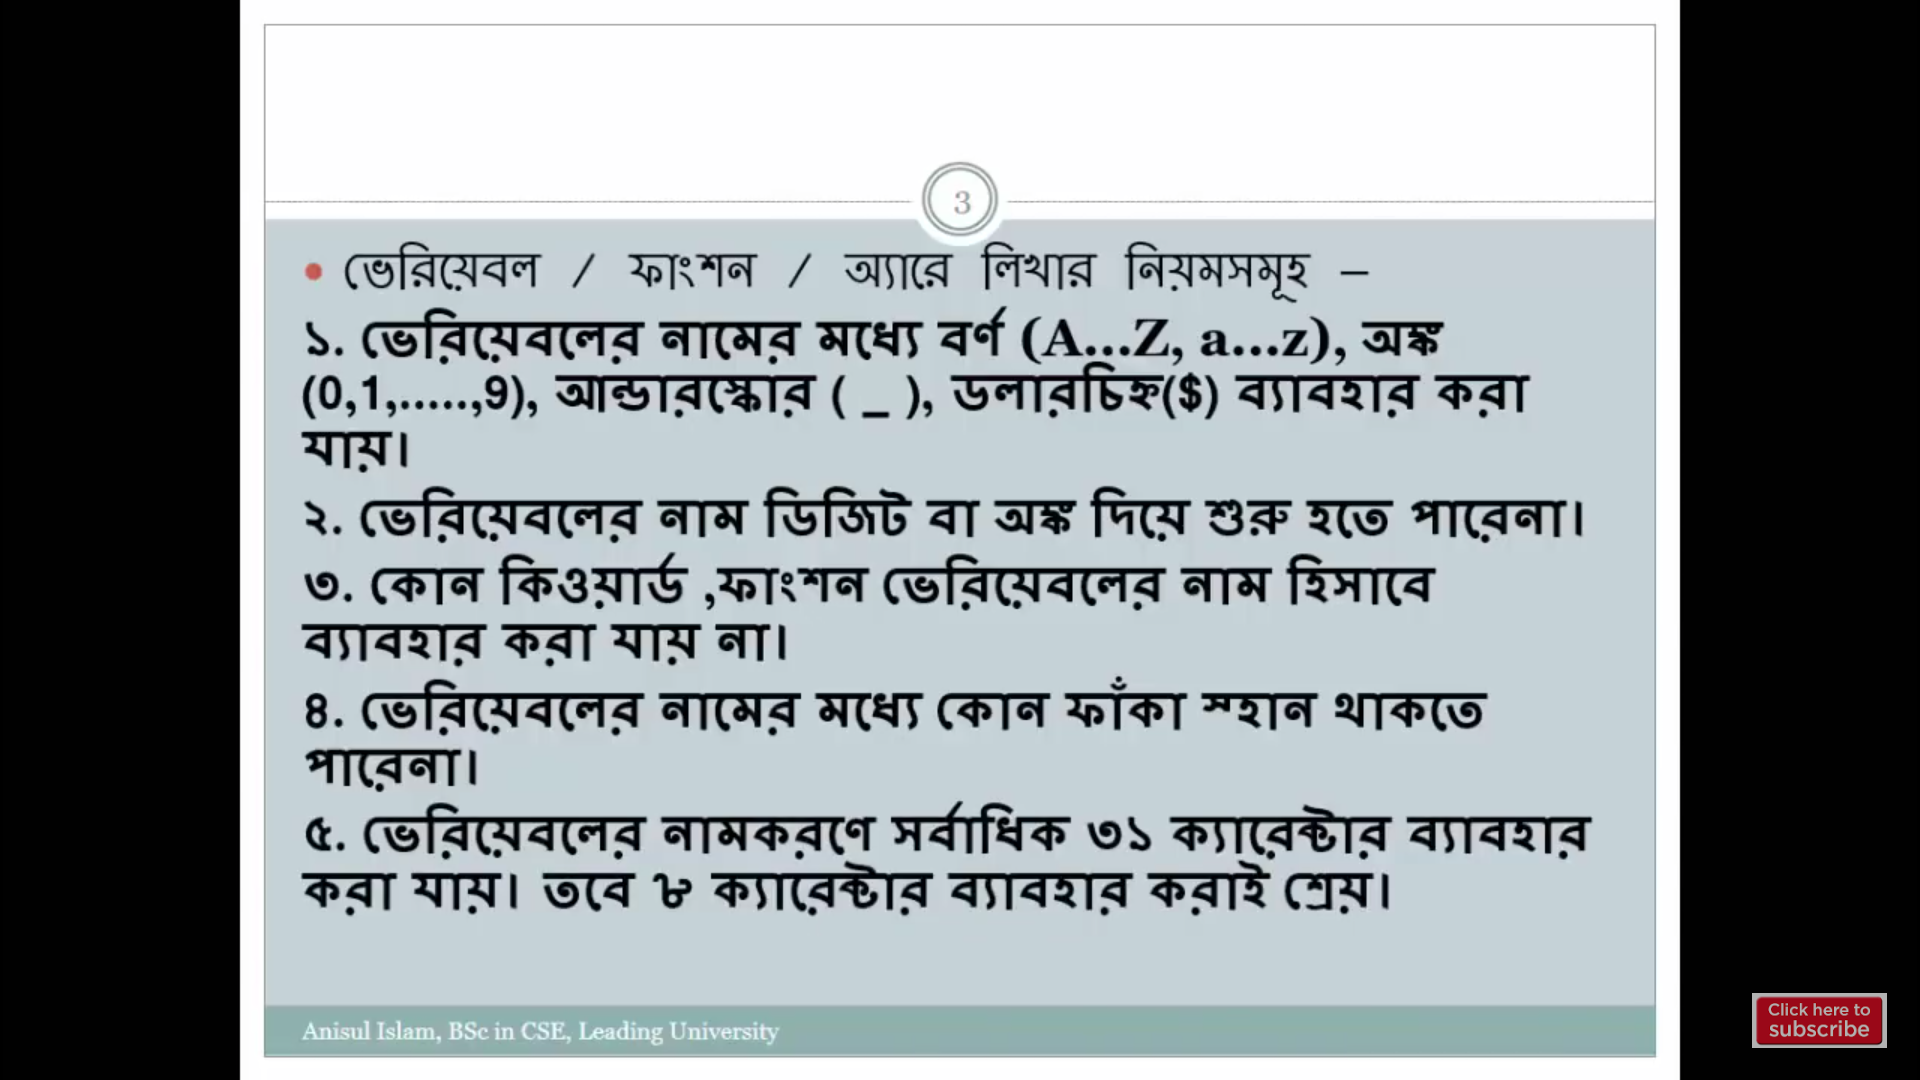 3
• ভেরিয়েবল / ফাংশন / অ্যারে লিখার নিয়মসমূহ –
১. ভেরিয়েবলের নামের মধ্যে বর্ণ (A...Z, a...z), অঙ্ক
(0,1,.....,9), আন্ডারস্কোর ( _ ), ডলারচিহ্ন($) ব্যাবহার করা
যায়।
২. ভেরিয়েবলের নাম ডিজিট বা অঙ্ক দিয়ে শুরু হতে পারেনা।
৩. কোন কিওয়ার্ড ,ফাংশন ভেরিয়েবলের নাম হিসাবে
ব্যাবহার করা যায় না।
৪. ভেরিয়েবলের নামের মধ্যে কোন ফাঁকা স্হান থাকতে
পারেনা।
৫. ভেরিয়েবলের নামকরণে সর্বাধিক ৩১ ক্যারেক্টার ব্যাবহার
করা যায়। তবে ৮ ক্যারেক্টার ব্যাবহার করাই শ্রেয়।
Anisul Islam, BSc in CSE, Leading University
Click here to
subscribe